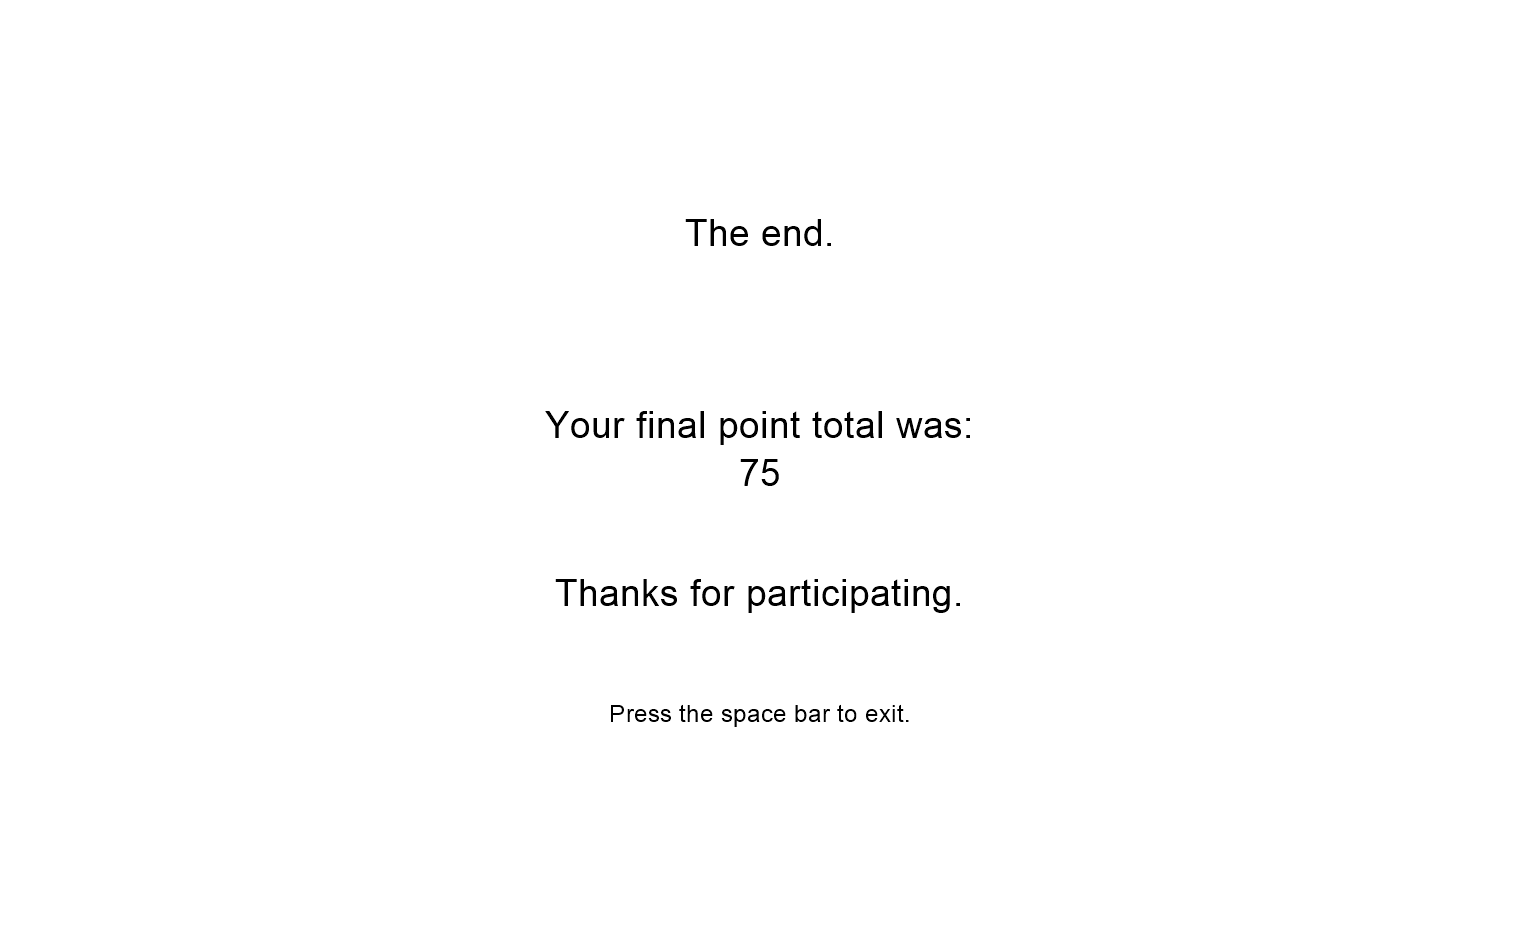 The end.
Your final point total was:
75
Thanks for participating.
Press the space bar to exit.